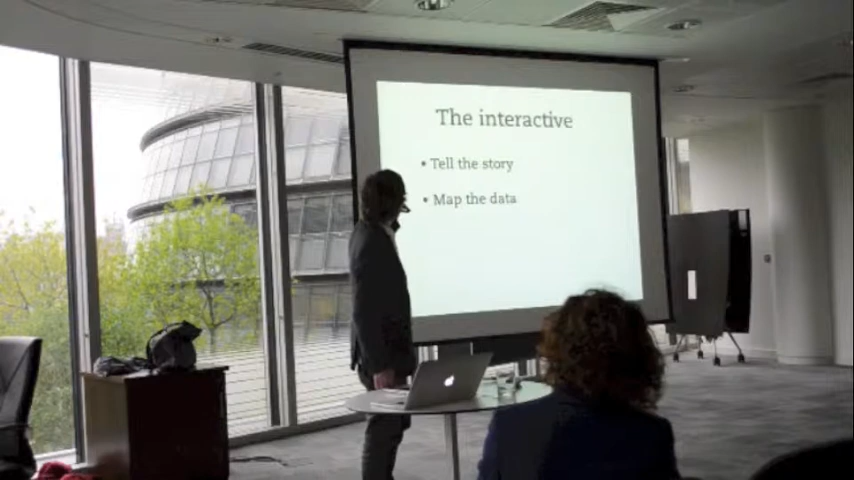 The interactive
• Tell the story
• Map the data